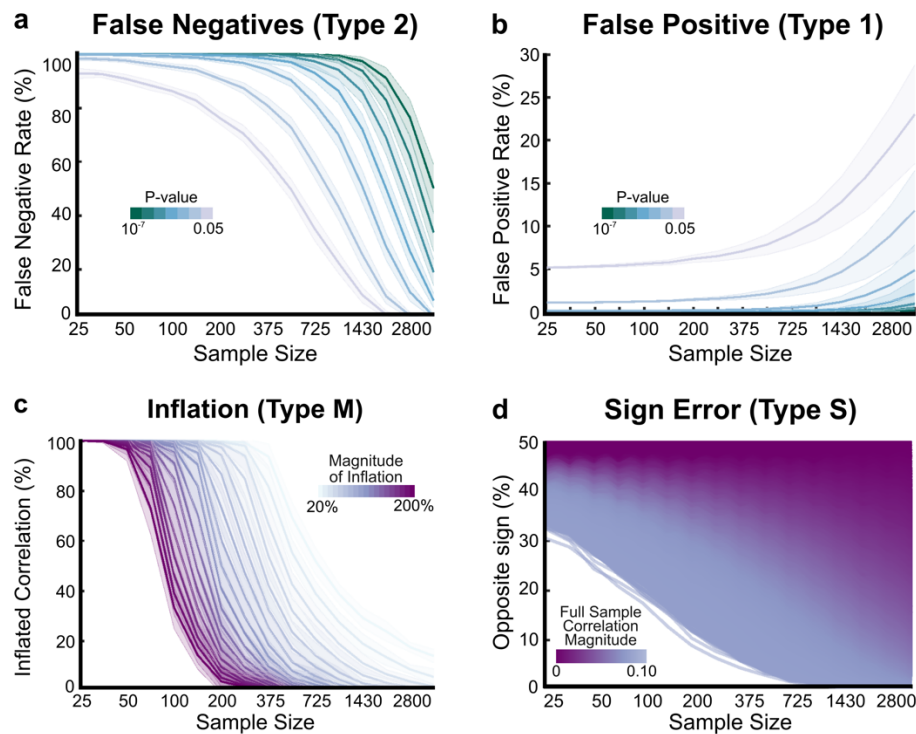 a False Negatives (Type 2)
False Negative Rate (%)
100
80
60
40
20
0
P-value
10-7 0.05
25 50 100 200 375 725 1430 2800
Sample Size
b False Positive (Type 1)
False Positive Rate (%)
30
25
20
15
10
5
0
P-value
10-7 0.05
25 50 100 200 375 725 1430 2800
Sample Size
c Inflation (Type M)
Inflated Correlation (%)
100
80
60
40
20
0
Magnitude
of Inflation
20% 200%
25 50 100 200 375 725 1430 2800
Sample Size
d Sign Error (Type S)
Opposite sign (%)
50
40
30
20
10
0
Full Sample
Correlation
Magnitude
0 0.10
25 50 100 200 375 725 1430 2800
Sample Size